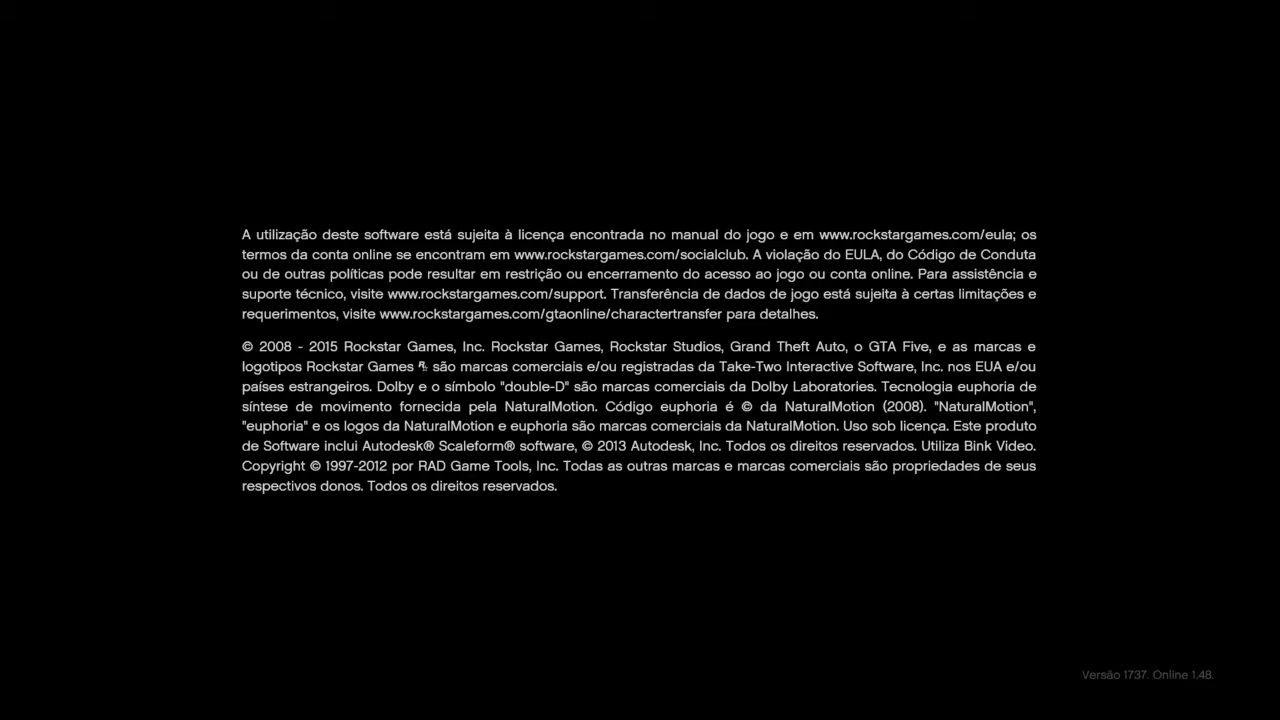 A utilização deste software está sujeita à licença encontrada no manual do jogo e em www.rockstargames.com/eula; os
termos da conta online se encontram em www.rockstargames.com/socialclub. A violação do EULA, do Código de Conduta
ou de outras políticas pode resultar em restrição ou encerramento do acesso ao jogo ou conta online. Para assistência e
suporte técnico, visite www.rockstargames.com/support. Transferência de dados de jogo está sujeita à certas limitações e
requerimentos, visite www.rockstargames.com/gtaonline/charactertransfer para detalhes.
© 2008 - 2015 Rockstar Games, Inc. Rockstar Games, Rockstar Studios, Grand Theft Auto, o GTA Five, e as marcas e
logotipos Rockstar Games R* são marcas comerciais e/ou registradas da Take-Two Interactive Software, Inc. nos EUA e/ou
países estrangeiros. Dolby e o símbolo "double-D" são marcas comerciais da Dolby Laboratories. Tecnologia euphoria de
síntese de movimento fornecida pela NaturalMotion. Código euphoria é © da NaturalMotion (2008). "NaturalMotion",
"euphoria" e os logos da NaturalMotion e euphoria são marcas comerciais da NaturalMotion. Uso sob licença. Este produto
de Software inclui Autodesk® Scaleform® software, © 2013 Autodesk, Inc. Todos os direitos reservados. Utiliza Bink Video.
Copyright © 1997-2012 por RAD Game Tools, Inc. Todas as outras marcas e marcas comerciais são propriedades de seus
respectivos donos. Todos os direitos reservados.
Versão 1737. Online 1.48.